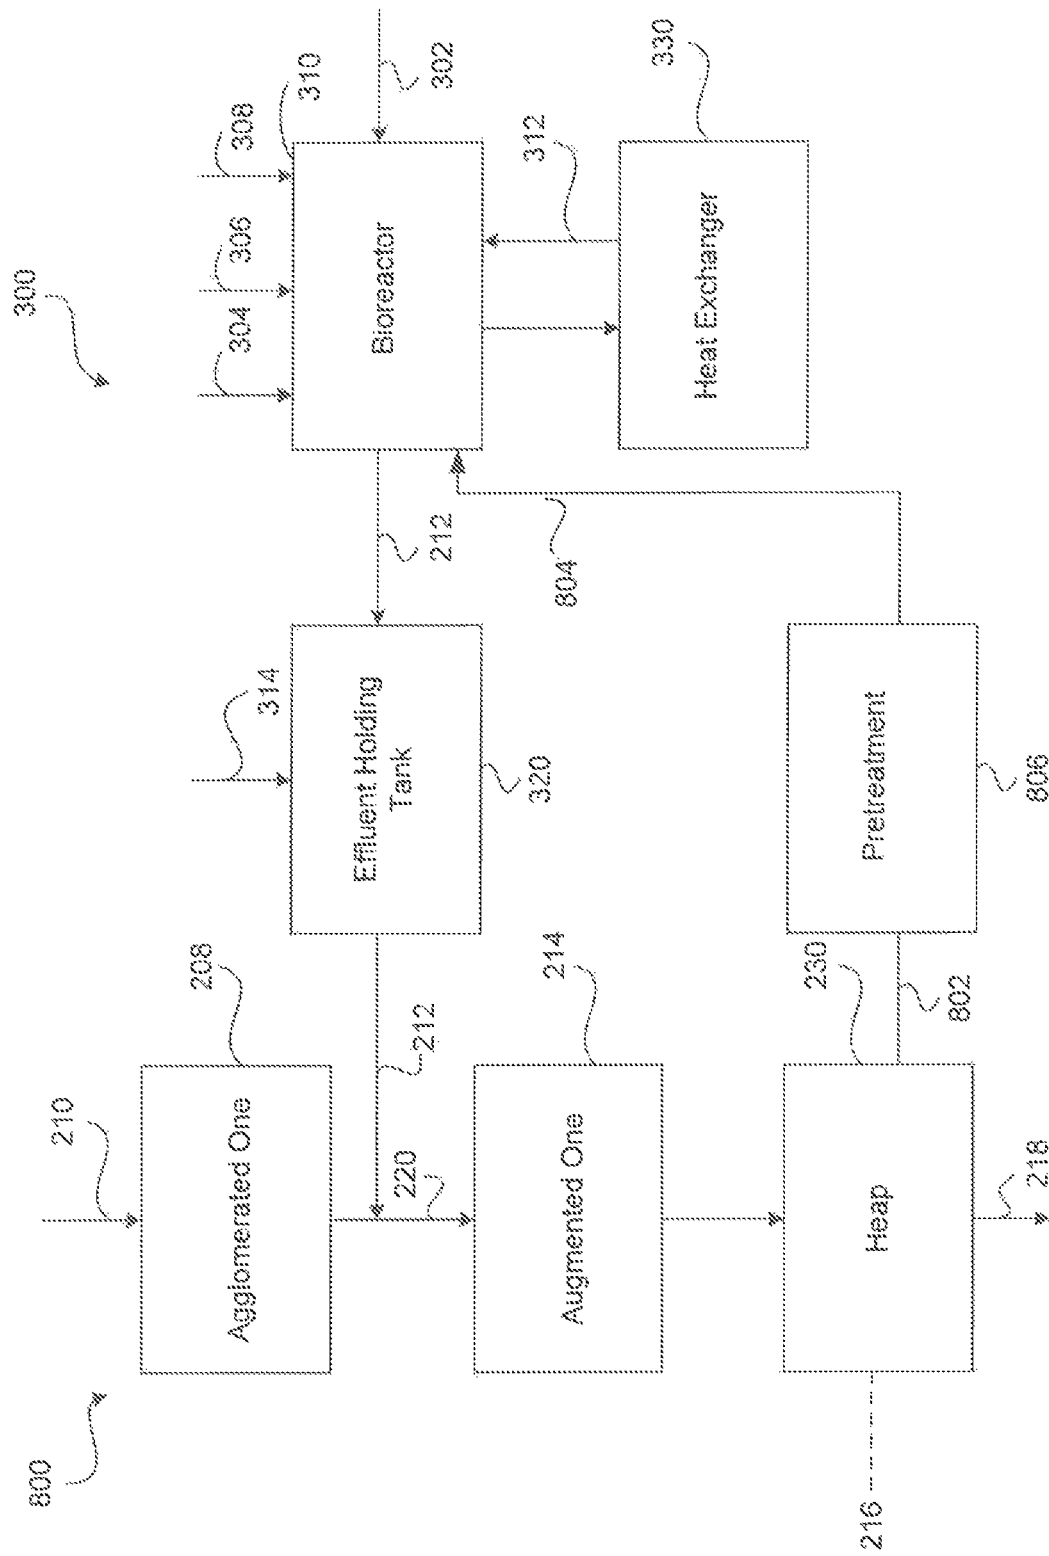 800
300
210
208
Agglomerated One
212
220
Augmented One
214
216
Heap
230
218
802
Pretreatment
806
804
314
Effluent Holding
Tank
320
212
304
306
308
310
Bioreactor
302
312
Heat Exchanger
330